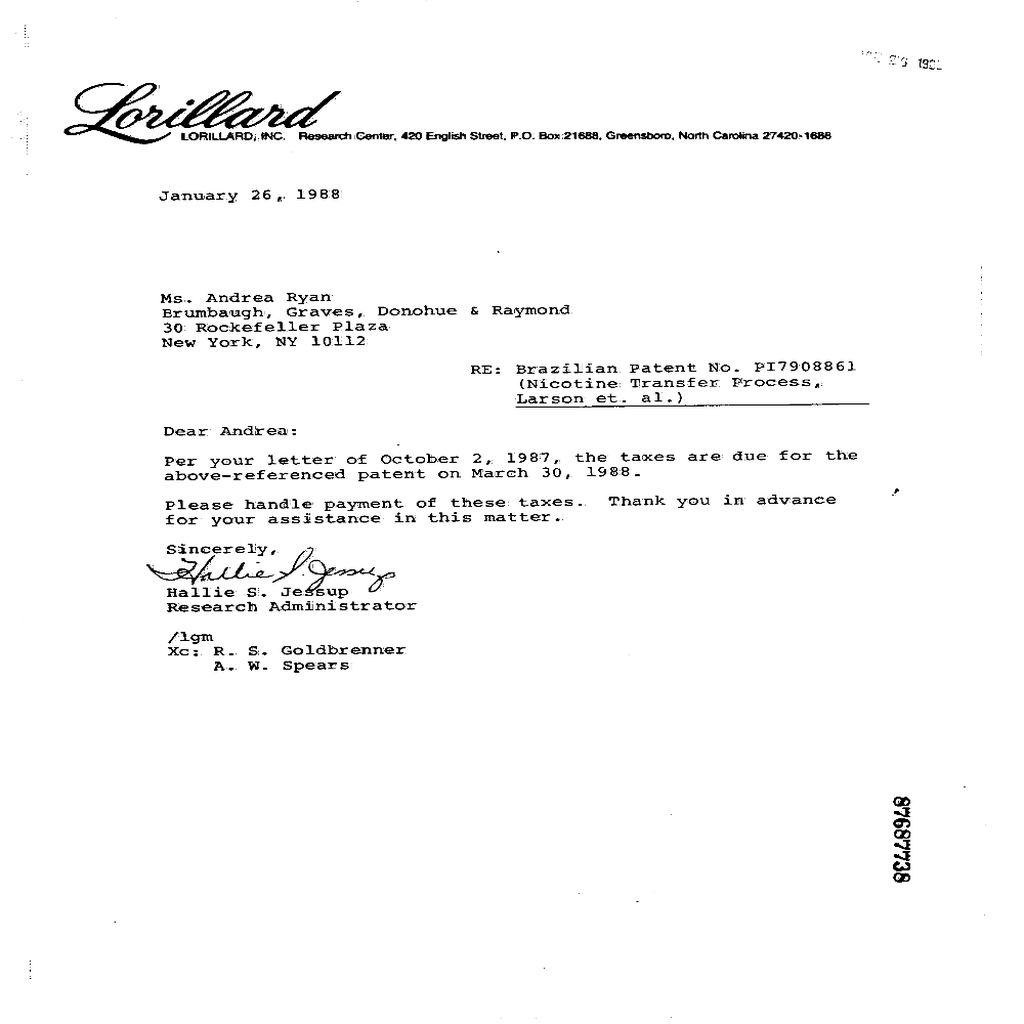 Lorillard
LORILLARD, INC. Research Center, 420 English Street, P.O. Box 21688, Greensboro, North Carolina 27420-1688
January 26, 1988
Ms. Andrea Ryan
Brumbaugh, Graves, Donohue & Raymond
30 Rockefeller Plaza
New York, NY 10112
RE: Brazilian Patent No. PI7908861
(Nicotine Transfer Process,
Larson et. al.)
Dear Andrea:
Per your letter of October 2, 1987, the taxes are due for the
above-referenced patent on March 30, 1988.
Please handle payment of these taxes. Thank you in advance
for your assistance in this matter.
Sincerely,
Hallie S. Jessup
Hallie S. Jessup
Research Administrator
/lgm
Xc: R. S. Goldbrenner
A. W. Spears
87687738